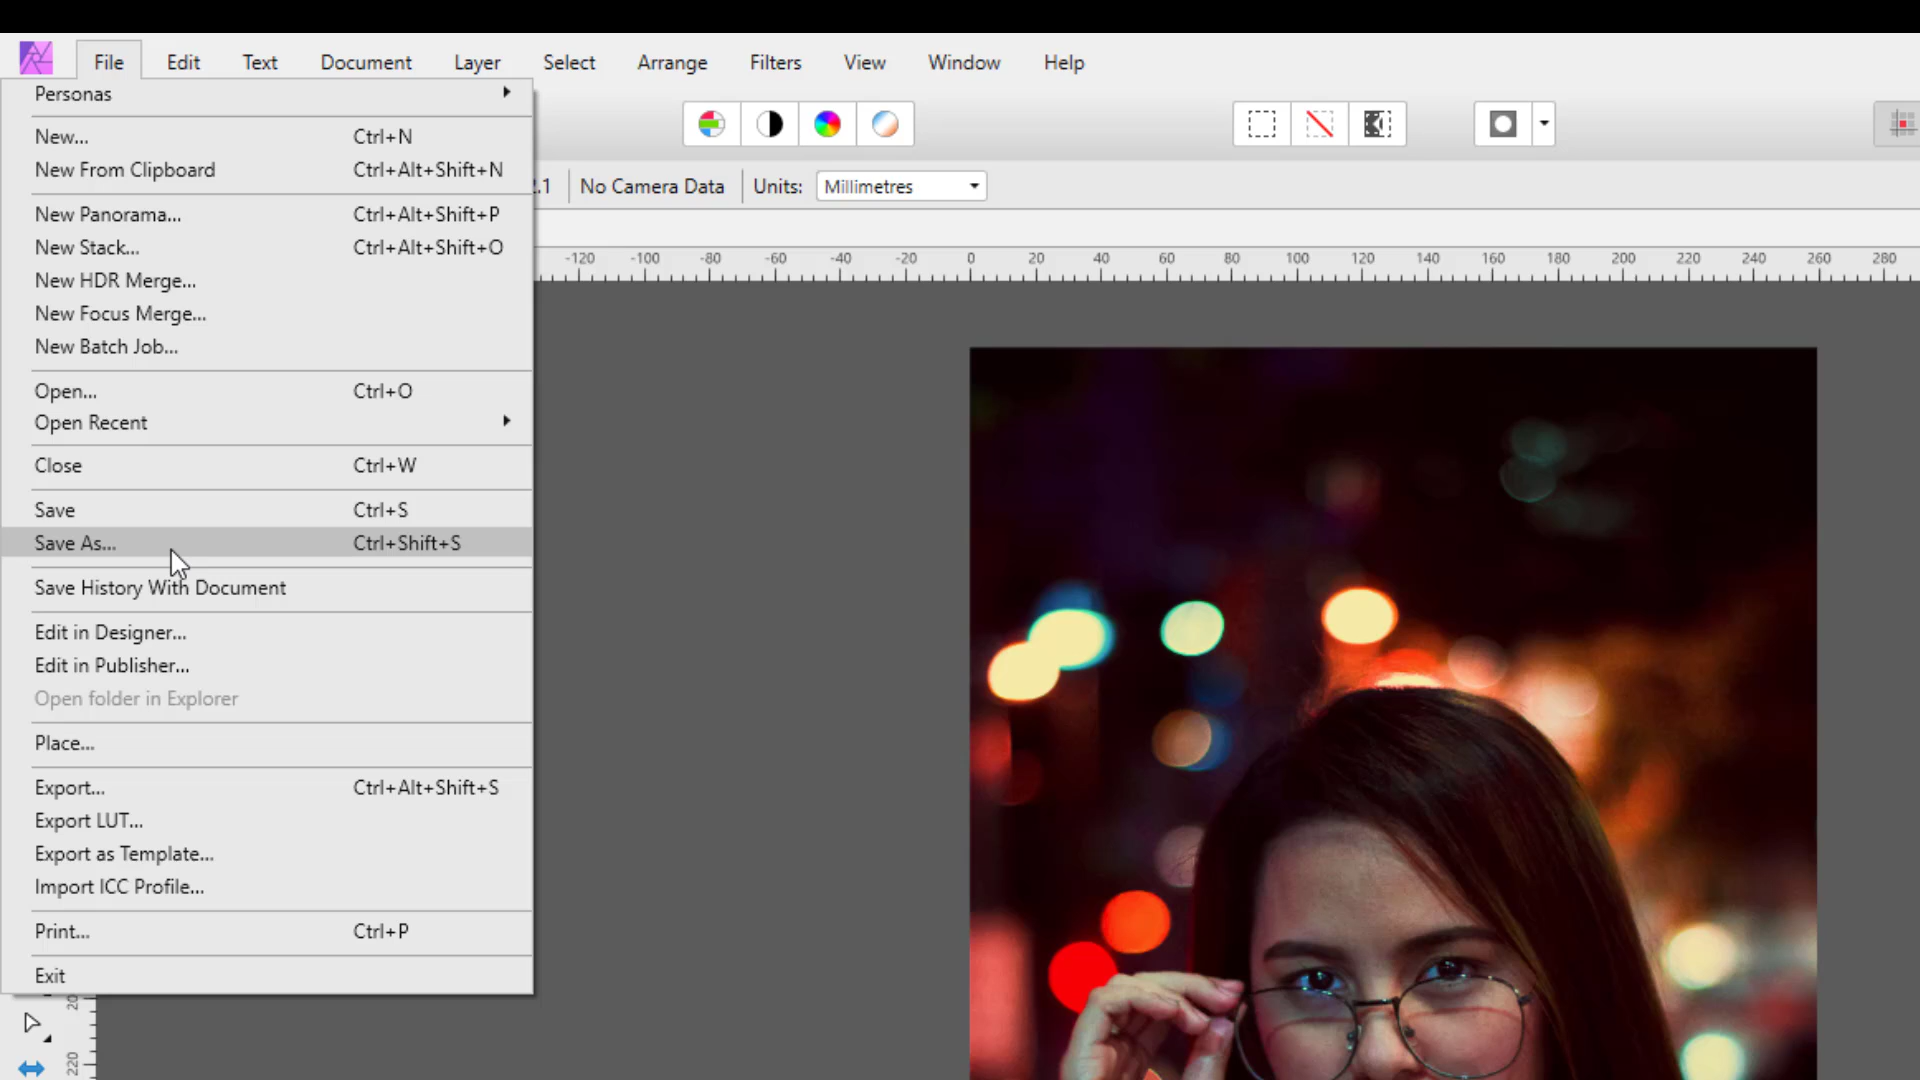 File Edit Text Document Layer Select Arrange Filters View Window Help
Personas
New... Ctrl+N
New From Clipboard Ctrl+Alt+Shift+N
New Panorama... Ctrl+Alt+Shift+P
New Stack... Ctrl+Alt+Shift+O
New HDR Merge...
New Focus Merge...
New Batch Job...
Open... Ctrl+O
Open Recent
Close Ctrl+W
Save Ctrl+S
Save As... Ctrl+Shift+S
Save History With Document
Edit in Designer...
Edit in Publisher...
Open folder in Explorer
Place...
Export... Ctrl+Alt+Shift+S
Export LUT...
Export as Template...
Import ICC Profile...
Print... Ctrl+P
Exit
.1 No Camera Data Units: Millimetres
-120 -100 -80 -60 -40 -20 0 20 40 60 80 100 120 140 160 180 200 220 240 260 280
220